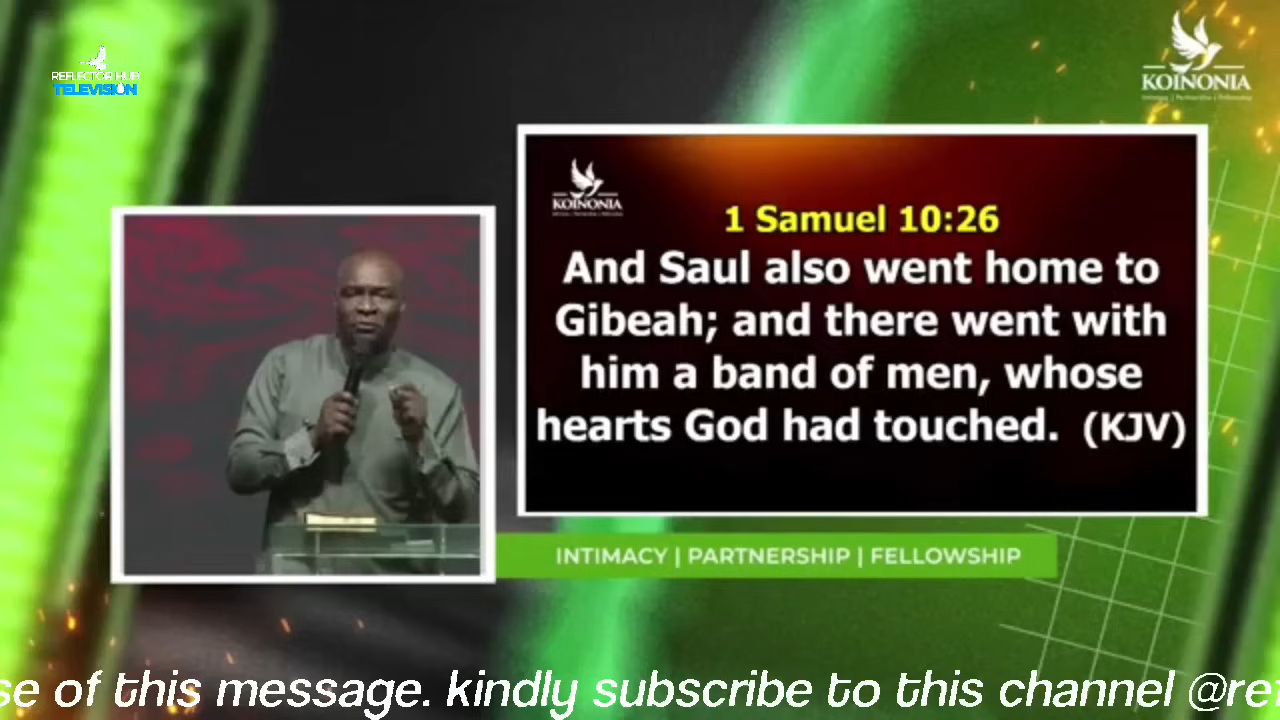 REFLECTOR HUB
TELEVISION
KOINONIA
KOINONIA
1 Samuel 10:26
And Saul also went home to
Gibeah; and there went with
him a band of men, whose
hearts God had touched. (KJV)
INTIMACY | PARTNERSHIP | FELLOWSHIP
se of this message. kindly subscribe to this channel @ref